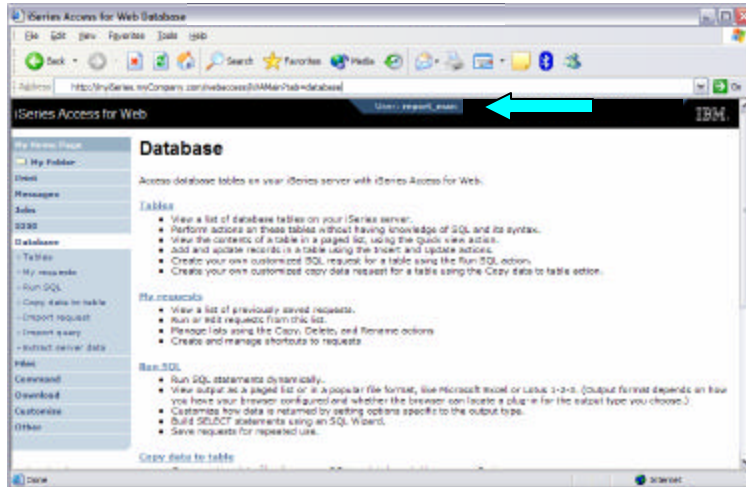 iSeries Access for Web Database
File Edit View Favorites Tools Help
Back Search Favorites Media
Address
iSeries Access for Web
User: report_man
IBM.
My Home Page
My Folder
Print
Messages
Jobs
5250
Database
- Tables
- My requests
- Run SQL
- Copy data to table
- Import request
- Import query
- Extract server data
Files
Command
Download
Customize
Other
Database
Access database tables on your iSeries server with iSeries Access for Web.
Tables
View a list of database tables on your iSeries server.
Perform actions on these tables without having knowledge of SQL and its syntax.
View the contents of a table in a paged list, using the Quick view action.
Add and update records in a table using the Insert and Update actions.
Create your own customized SQL request for a table using the Run SQL action.
Create your own customized copy data request for a table using the Copy data to table action.
My requests
View a list of previously saved requests.
Run or edit requests from this list.
Manage lists using the Copy, Delete, and Rename actions
Create and manage shortcuts to requests
Run SQL
Run SQL statements dynamically.
View output as a paged list or in a popular file format, like Microsoft Excel or Lotus 1-2-3. (Output format depends on how
you have your browser configured and whether the browser can locate a plug-in for the output type you choose.)
Customize how data is returned by setting options specific to the output type.
Build SELECT statements using an SQL Wizard.
Save requests for repeated use.
Copy data to table
Done
Internet